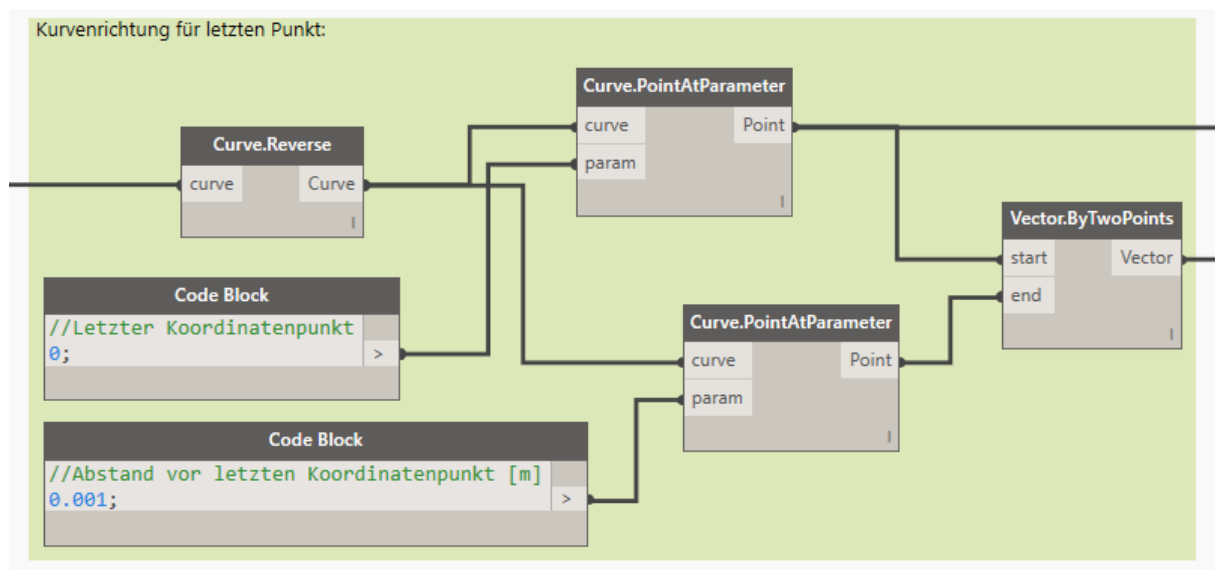 Kurvenrichtung für letzten Punkt:
Curve.Reverse
curve
Curve
Curve.PointAtParameter
curve
Point
param
Vector.ByTwoPoints
start
Vector
end
Code Block
//Letzter Koordinatenpunkt
0;
>
Curve.PointAtParameter
curve
Point
param
Code Block
//Abstand vor letzten Koordinatenpunkt [m]
0.001;
>